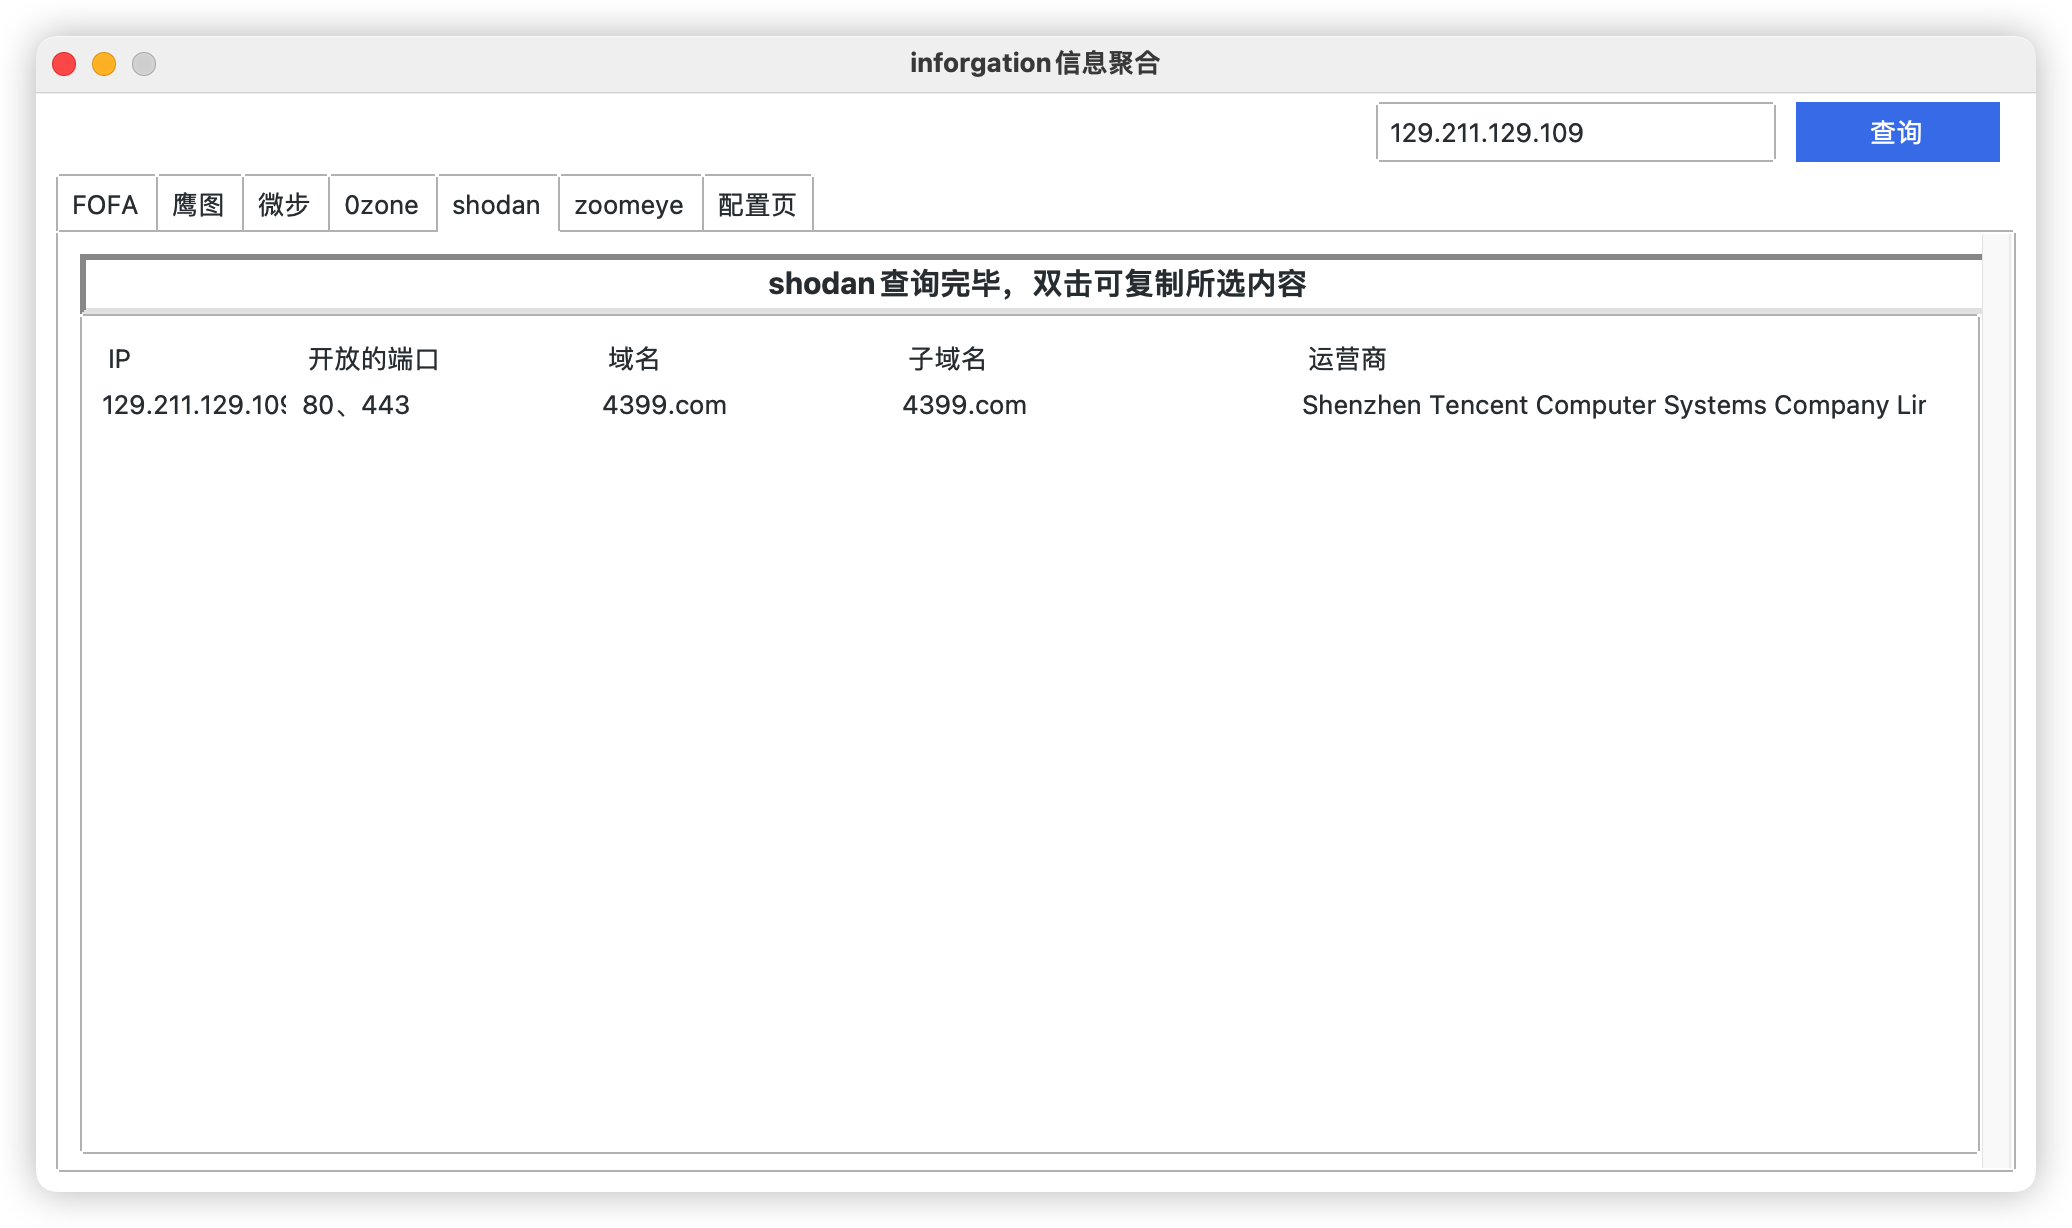 inforgation信息聚合
129.211.129.109 查询
FOFA 鹰图 微步 0zone shodan zoomeye 配置页
shodan查询完毕，双击可复制所选内容
IP 开放的端口 域名 子域名 运营商
129.211.129.109 80、443 4399.com 4399.com Shenzhen Tencent Computer Systems Company